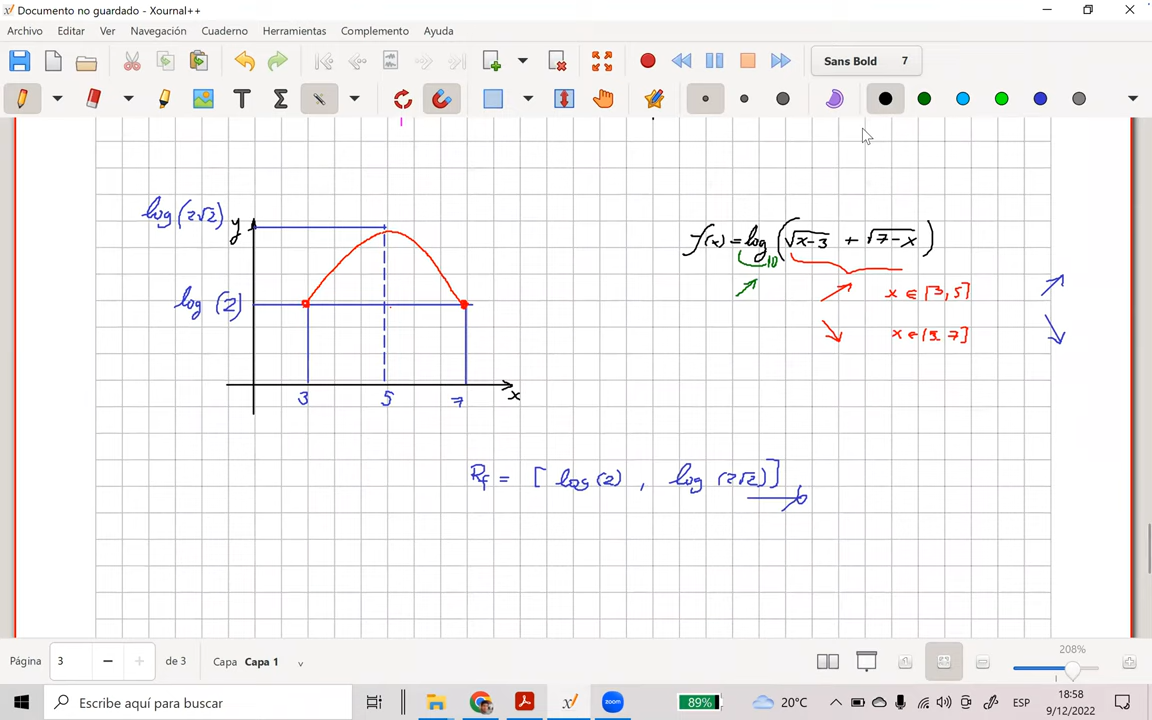 Documento no guardado - Xournal++
Archivo Editar Ver Navegación Cuaderno Herramientas Complemento Ayuda
Sans Bold 7
log(2√2) y
f(x) = log₁₀(√x-3 + √7-x)
x ∈ [3,5]
log(2)
x ∈ [5,7]
3 5 7 x
Rf = [log(2), log(2√2)]
Página 3 de 3 Capa Capa 1
208%
Escribe aquí para buscar
zoom
89%
20°C
ESP
18:58
9/12/2022